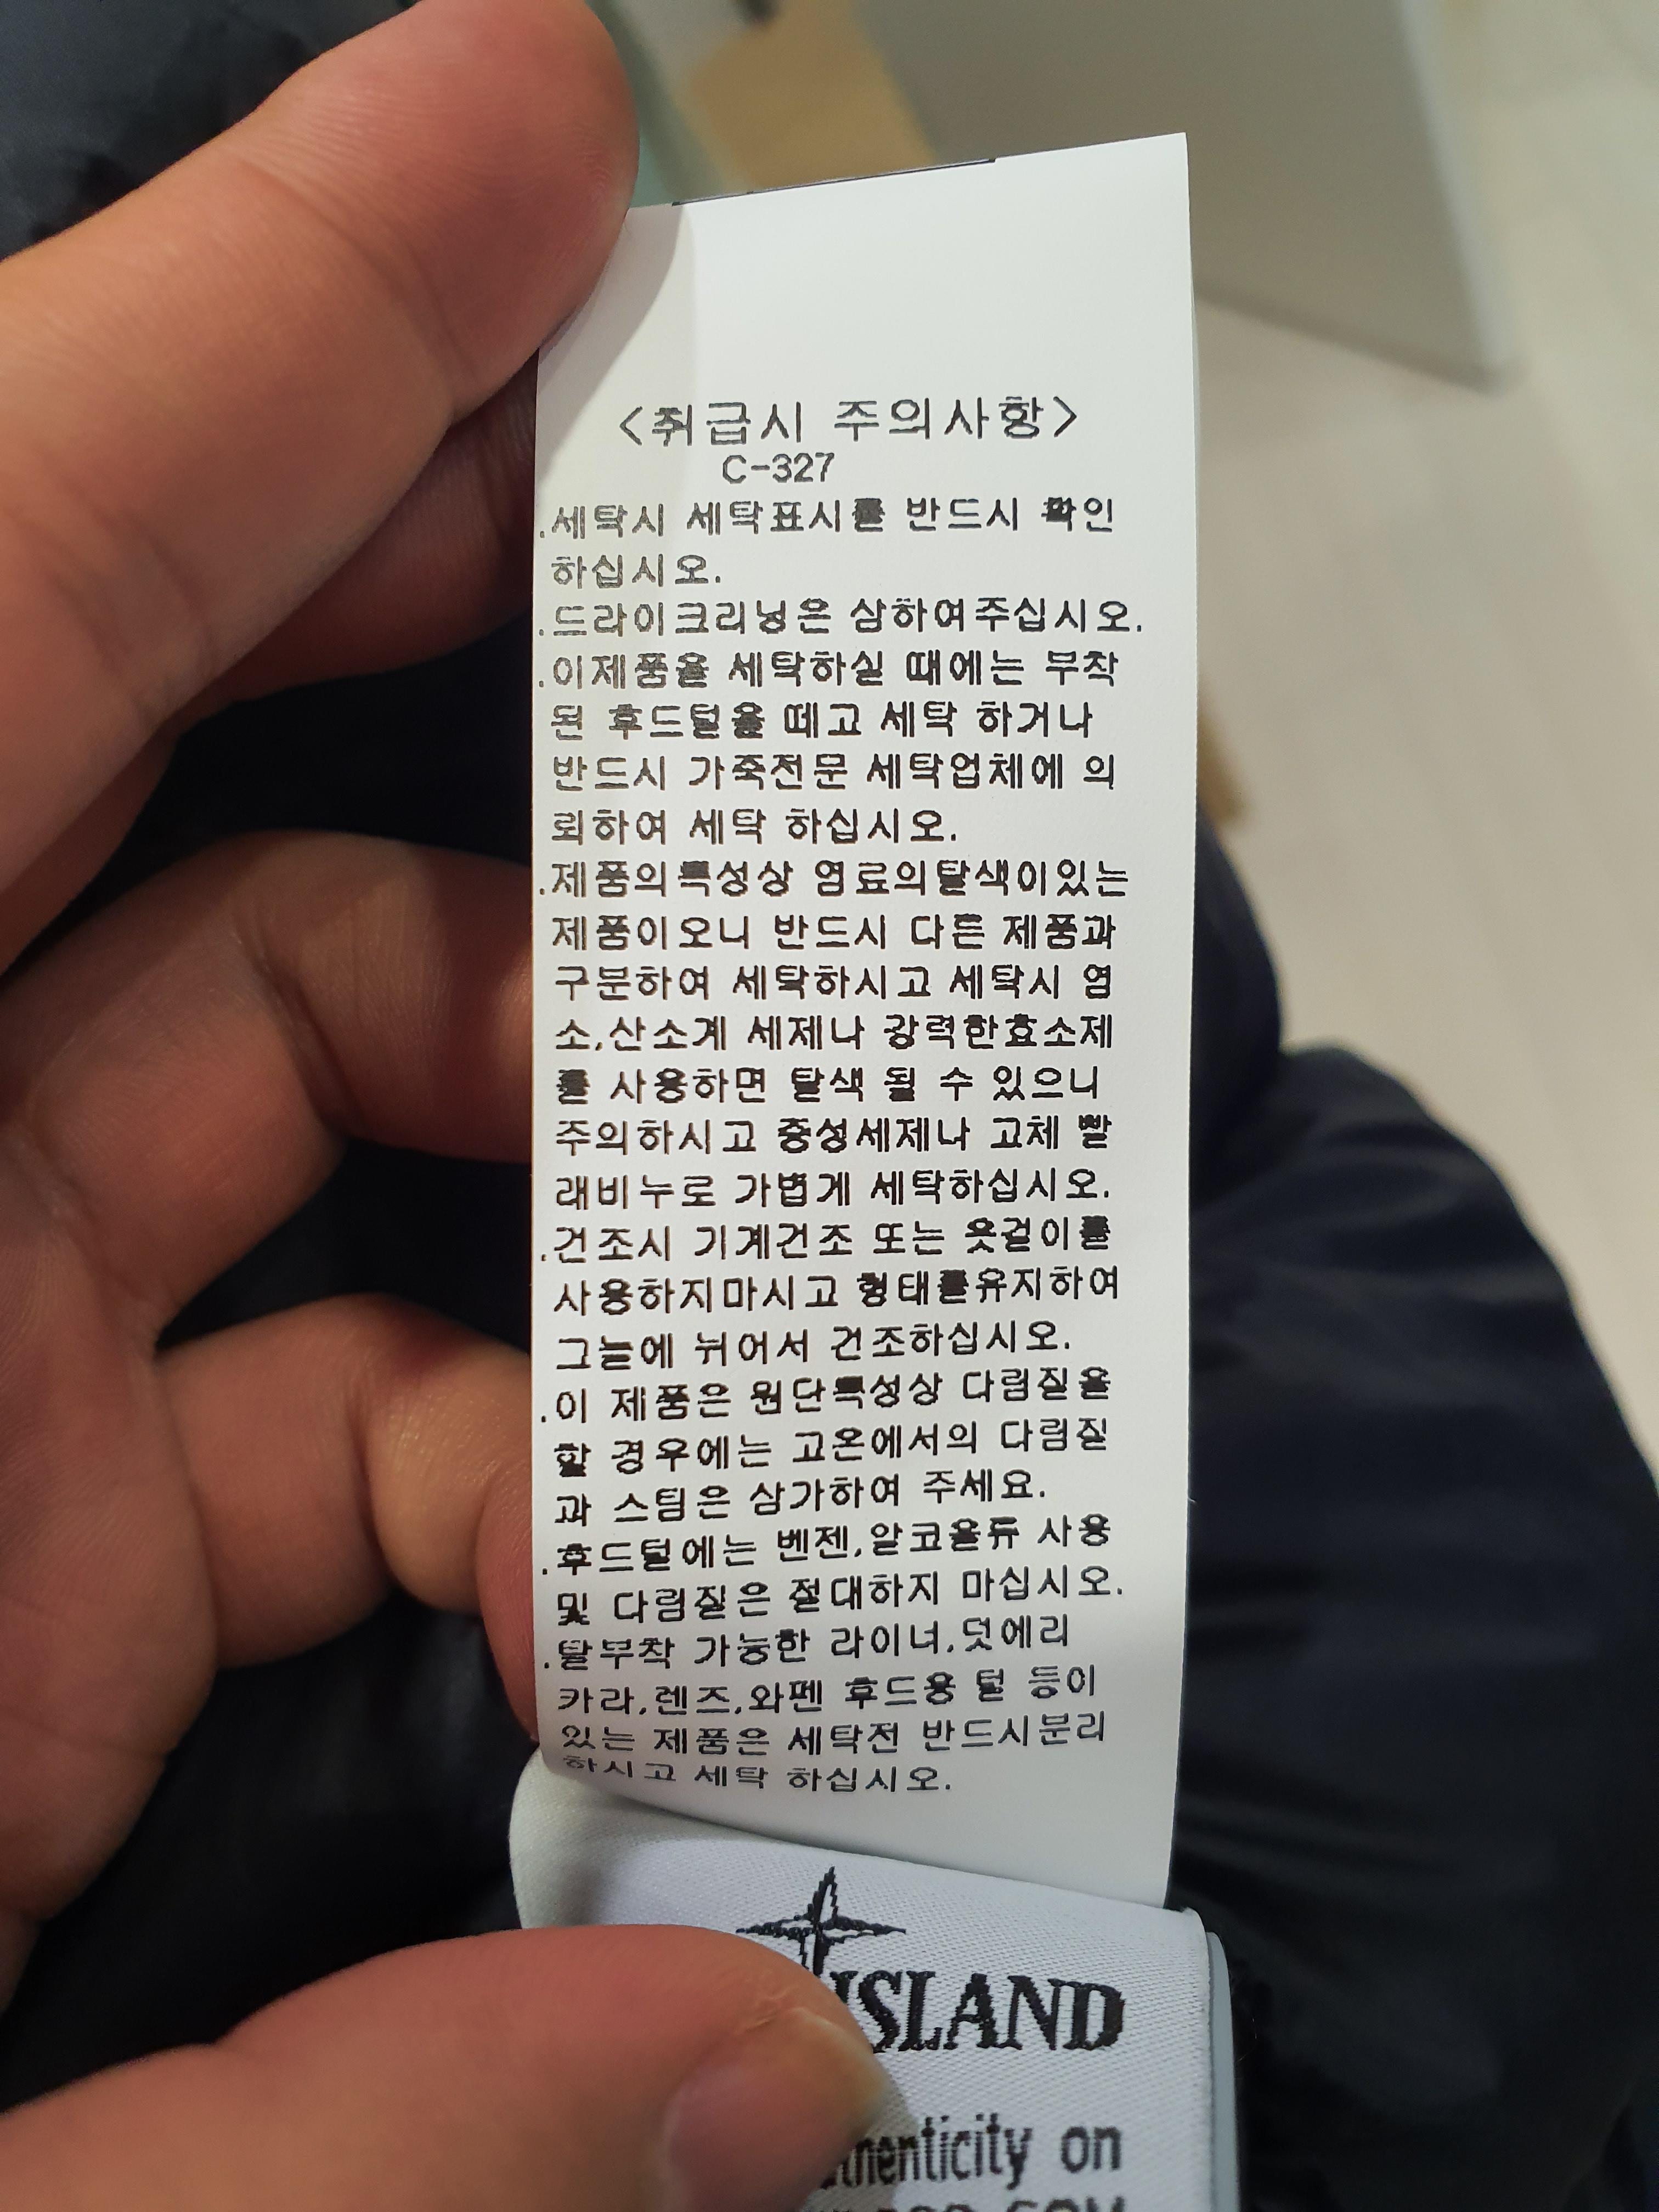 <취급시 주의사항>
C-327
.세탁시 세탁표시를 반드시 확인
하십시오.
.드라이크리닝은 삼하여주십시오.
.이제품을 세탁하실 때에는 부착
된 후드털을 떼고 세탁 하거나
반드시 가죽전문 세탁업체에 의
뢰하여 세탁 하십시오.
.제품의특성상 염료의탈색이있는
제품이오니 반드시 다른 제품과
구분하여 세탁하시고 세탁시 염
소,산소계 세제나 강력한효소제
를 사용하면 탈색 될 수 있으니
주의하시고 중성세제나 고체 빨
래비누로 가볍게 세탁하십시오.
.건조시 기계건조 또는 옷걸이를
사용하지마시고 형태를유지하여
그늘에 뉘어서 건조하십시오.
.이 제품은 원단특성상 다림질을
할 경우에는 고온에서의 다림질
과 스팀은 삼가하여 주세요.
.후드털에는 벤젠,알코올류 사용
및 다림질은 절대하지 마십시오.
.탈부착 가능한 라이너,덧에리
카라,렌즈,와펜 후드용 털 등이
있는 제품은 세탁전 반드시분리
하시고 세탁 하십시오.
ISLAND
on